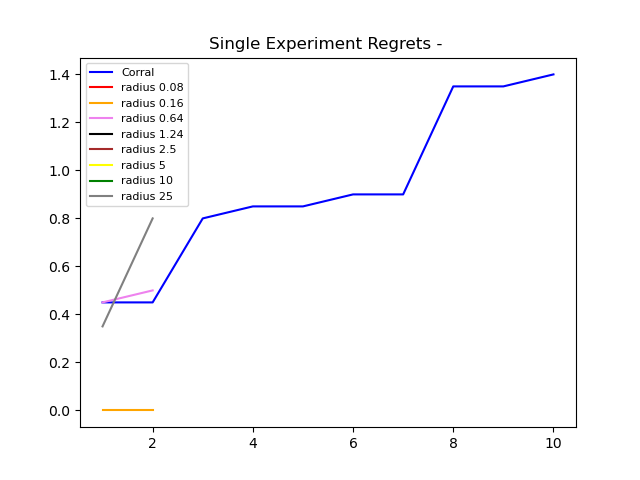 Single Experiment Regrets -
Corral
radius 0.08
radius 0.16
radius 0.64
radius 1.24
radius 2.5
radius 5
radius 10
radius 25
1.4
1.2
1.0
0.8
0.6
0.4
0.2
0.0
2 4 6 8 10